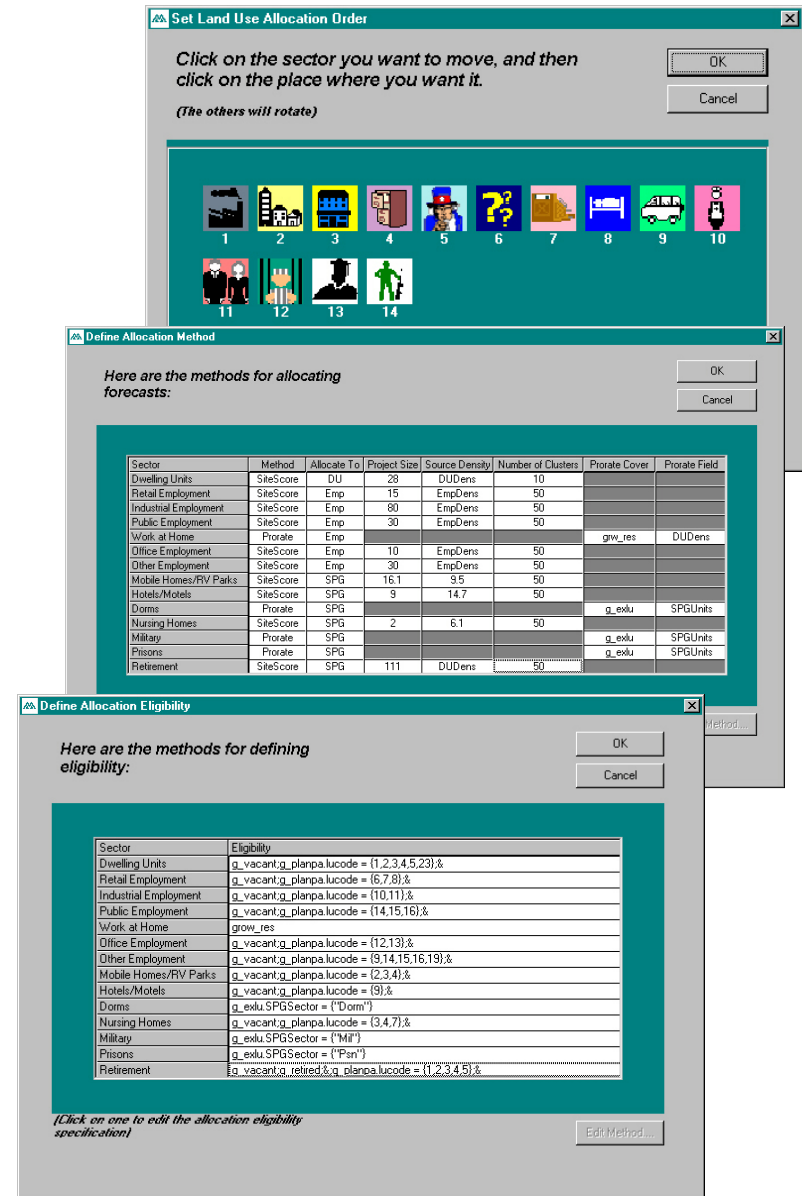 Set Land Use Allocation Order
Click on the sector you want to move, and then
click on the place where you want it.
(The others will rotate)
OK
Cancel
1 2 3 4 5 6 7 8 9 10
11 12 13 14
Define Allocation Method
Here are the methods for allocating
forecasts:
OK
Cancel
Sector Method Allocate To Project Size Source Density Number of Clusters Prorate Cover Prorate Field
Dwelling Units SiteScore DU 28 DUDens 10
Retail Employment SiteScore Emp 15 EmpDens 50
Industrial Employment SiteScore Emp 80 EmpDens 50
Public Employment SiteScore Emp 30 EmpDens 50
Work at Home Prorate Emp grw_res DUDens
Office Employment SiteScore Emp 10 EmpDens 50
Other Employment SiteScore Emp 30 EmpDens 50
Mobile Homes/RV Parks SiteScore SPG 16.1 9.5 50
Hotels/Motels SiteScore SPG 9 14.7 50
Dorms Prorate SPG g_exlu SPGUnits
Nursing Homes SiteScore SPG 2 6.1 50
Military Prorate SPG g_exlu SPGUnits
Prisons Prorate SPG g_exlu SPGUnits
Retirement SiteScore SPG 111 DUDens 50
Method....
Define Allocation Eligibility
Here are the methods for defining
eligibility:
OK
Cancel
Sector Eligibility
Dwelling Units g_vacant;g_planpa.lucode = {1,2,3,4,5,23};&
Retail Employment g_vacant;g_planpa.lucode = {6,7,8};&
Industrial Employment g_vacant;g_planpa.lucode = {10,11};&
Public Employment g_vacant;g_planpa.lucode = {14,15,16};&
Work at Home grow_res
Office Employment g_vacant;g_planpa.lucode = {12,13};&
Other Employment g_vacant;g_planpa.lucode = {9,14,15,16,19};&
Mobile Homes/RV Parks g_vacant;g_planpa.lucode = {2,3,4};&
Hotels/Motels g_vacant;g_planpa.lucode = {9};&
Dorms g_exlu.SPGSector = {"Dorm"}
Nursing Homes g_vacant;g_planpa.lucode = {3,4,7};&
Military g_exlu.SPGSector = {"Mil"}
Prisons g_exlu.SPGSector = {"Psn"}
Retirement g_vacant;g_retired;&;g_planpa.lucode = {1,2,3,4,5};&
(Click on one to edit the allocation eligibility
specification)
Edit Method....